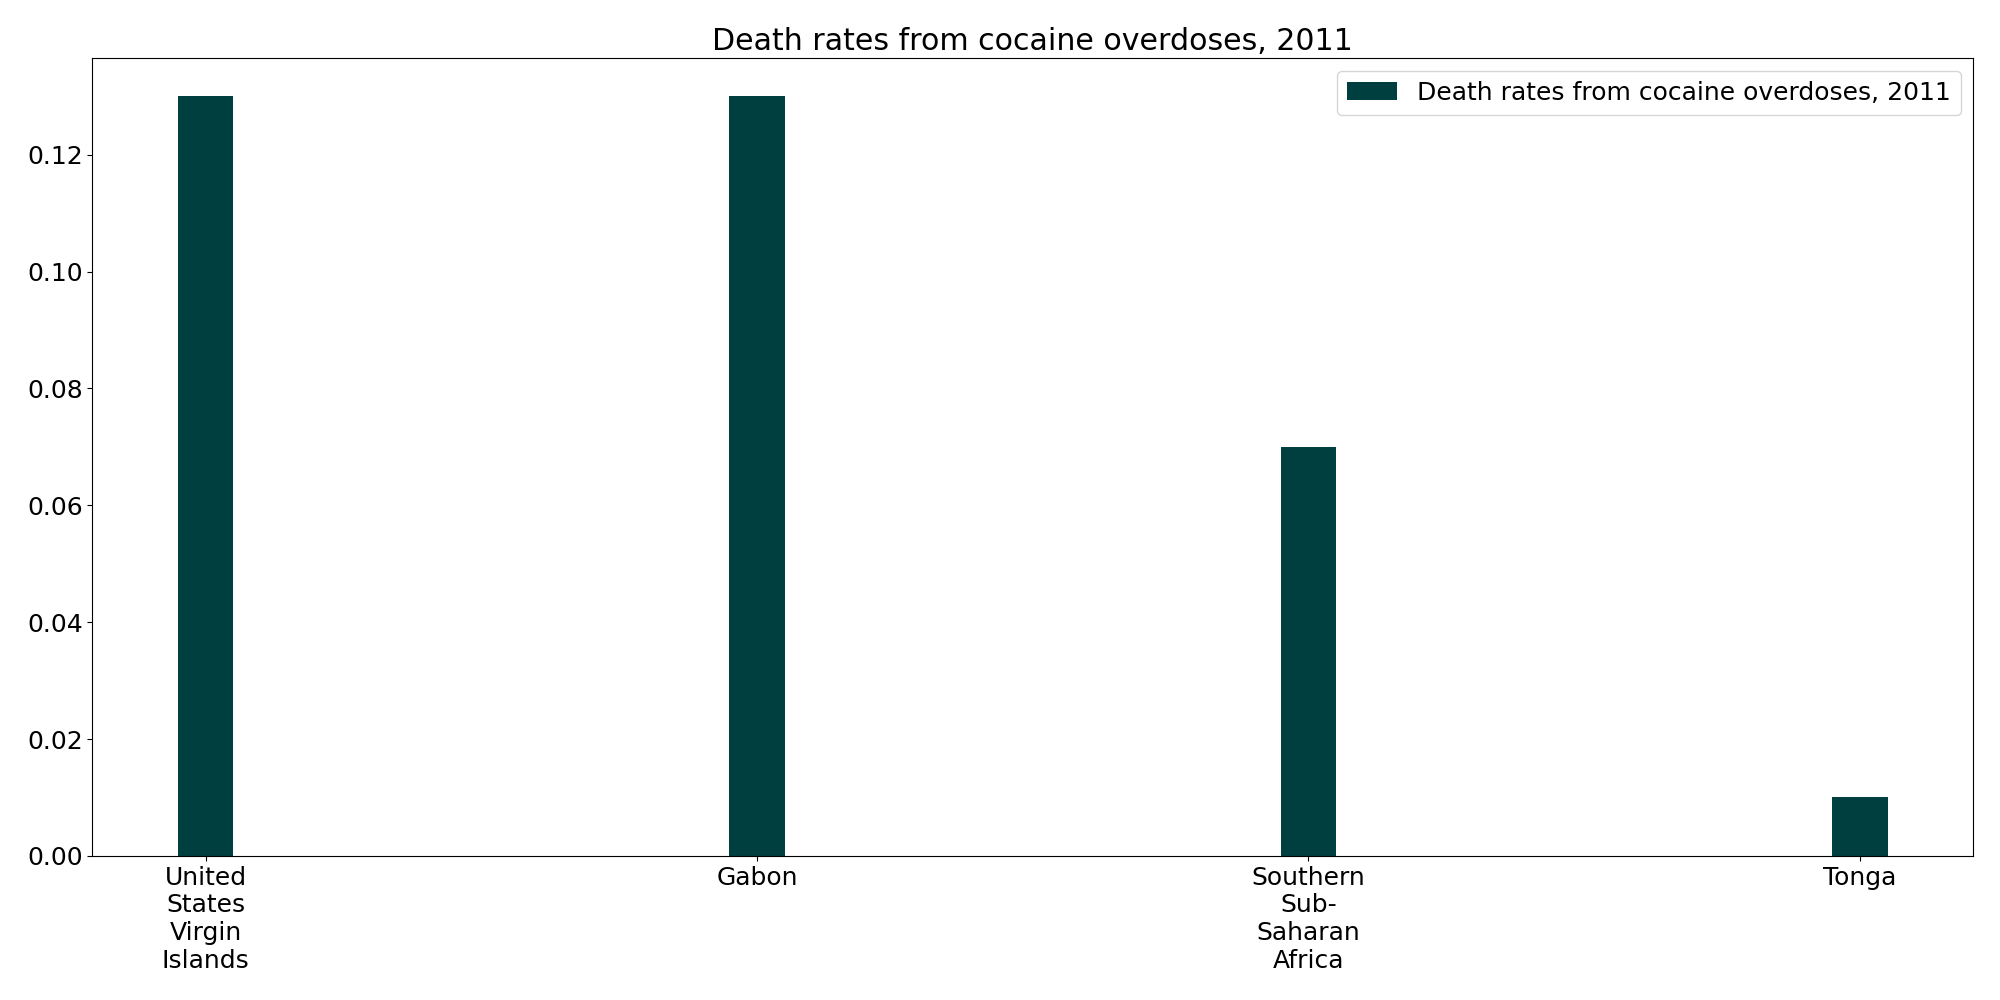 Death rates from cocaine overdoses, 2011
Death rates from cocaine overdoses, 2011
0.12
0.10
0.08
0.06
0.04
0.02
0.00
United
States
Virgin
Islands
Gabon
Southern
Sub-
Saharan
Africa
Tonga